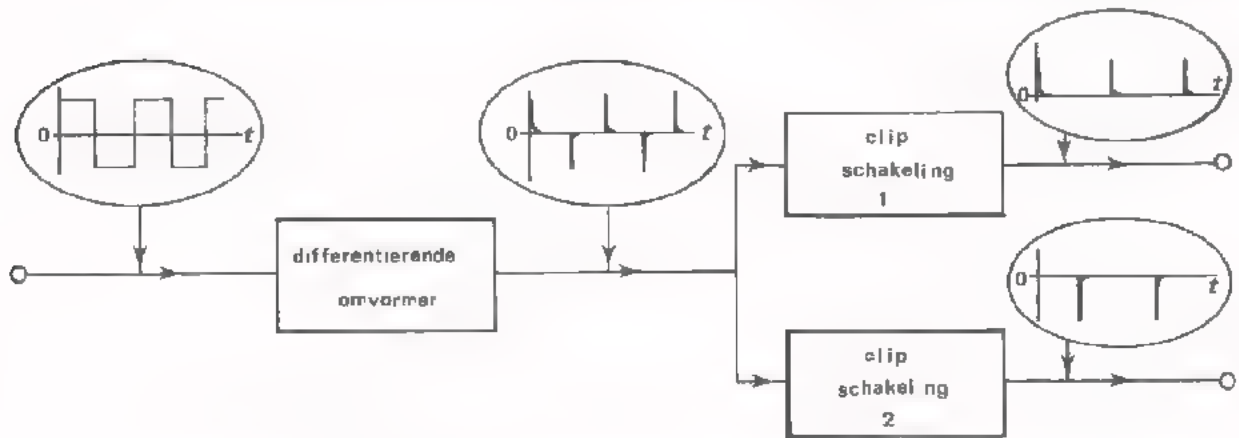 0
t
differentierende
omvormer
0
t
clip
schakeling
1
0
t
clip
schakeling
2
0
t